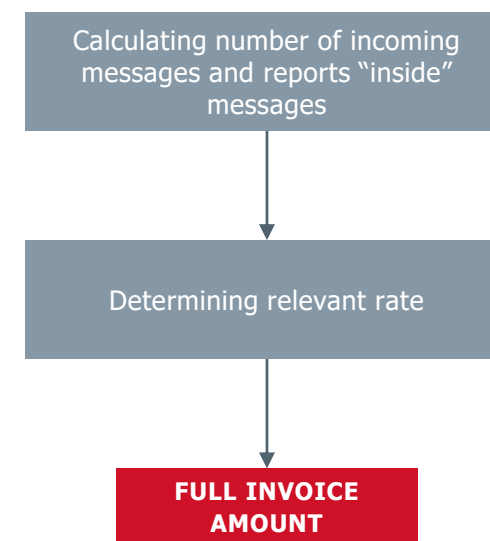 Calculating number of incoming
messages and reports “inside”
messages
Determining relevant rate
FULL INVOICE
AMOUNT